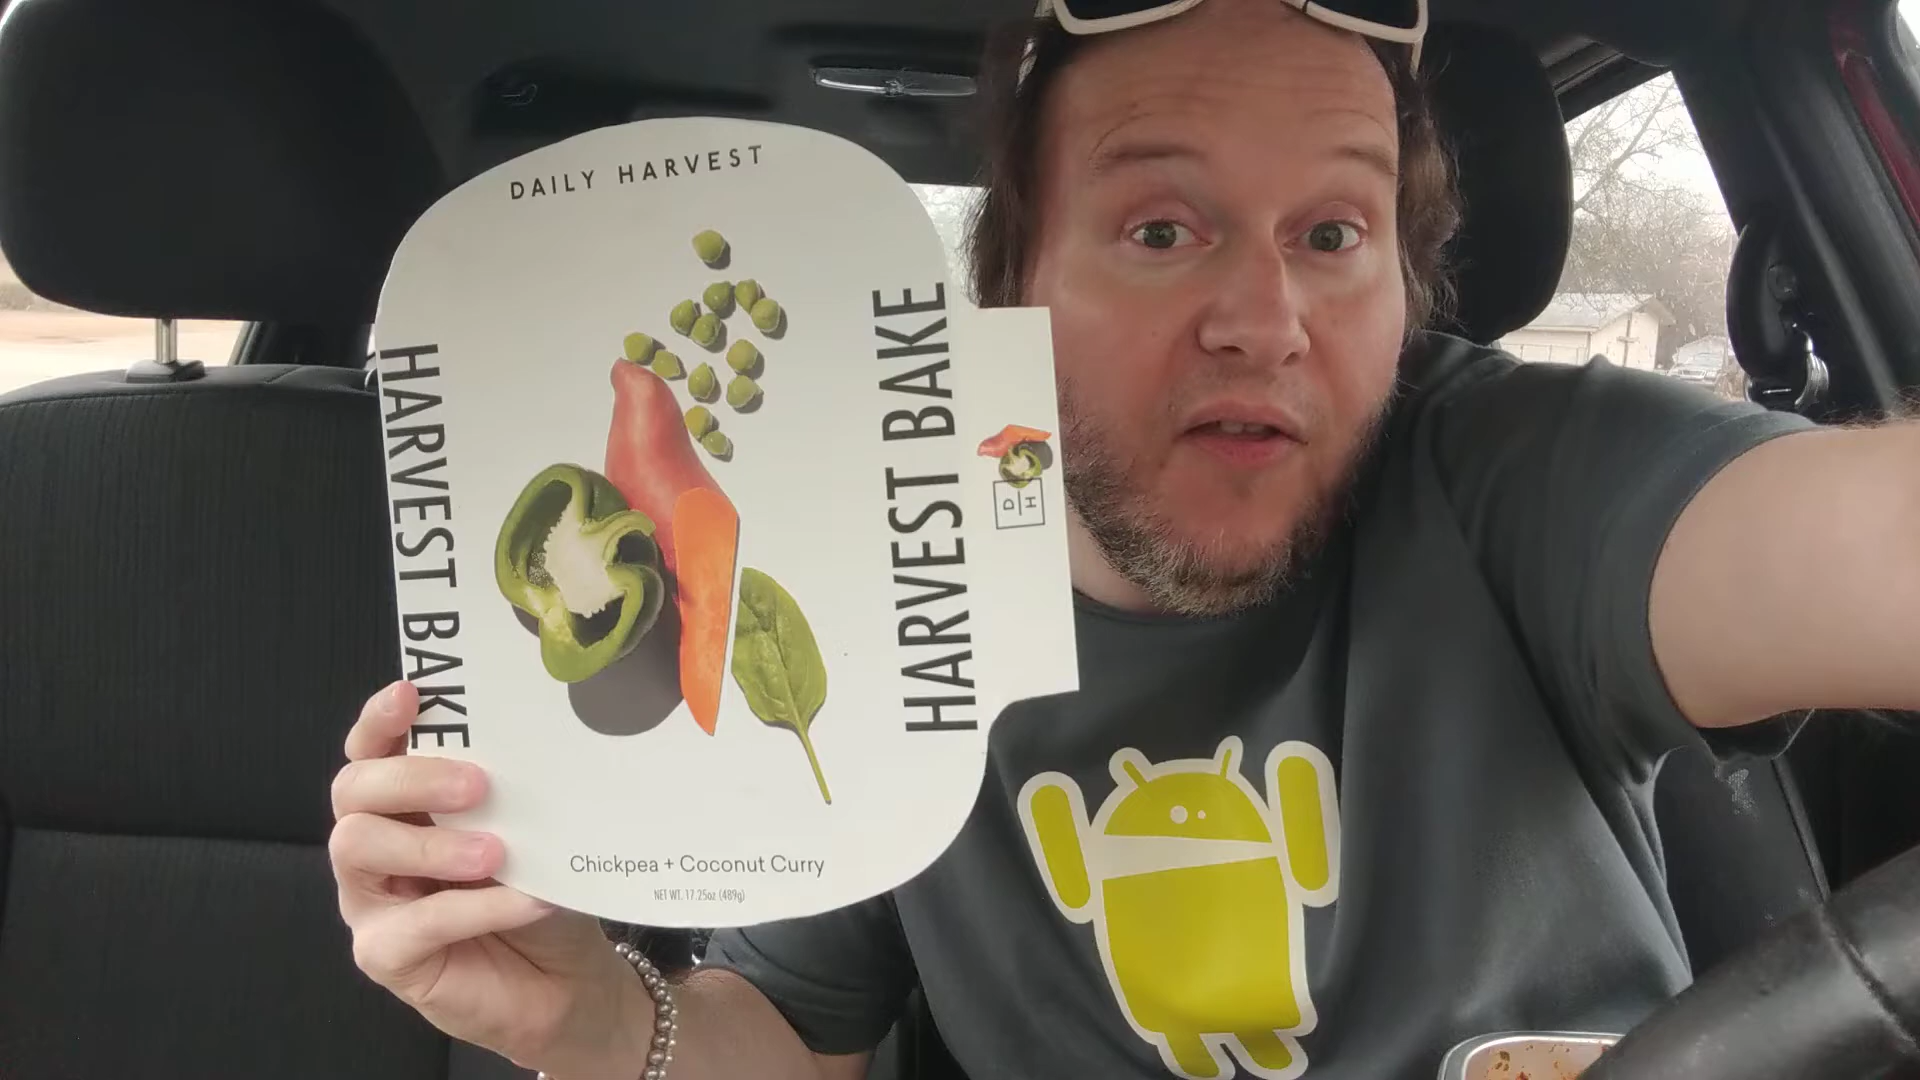 DAILY HARVEST
HARVEST BAKE
HARVEST BAKE
D
H
Chickpea + Coconut Curry
NET WT. 17.25oz (489g)